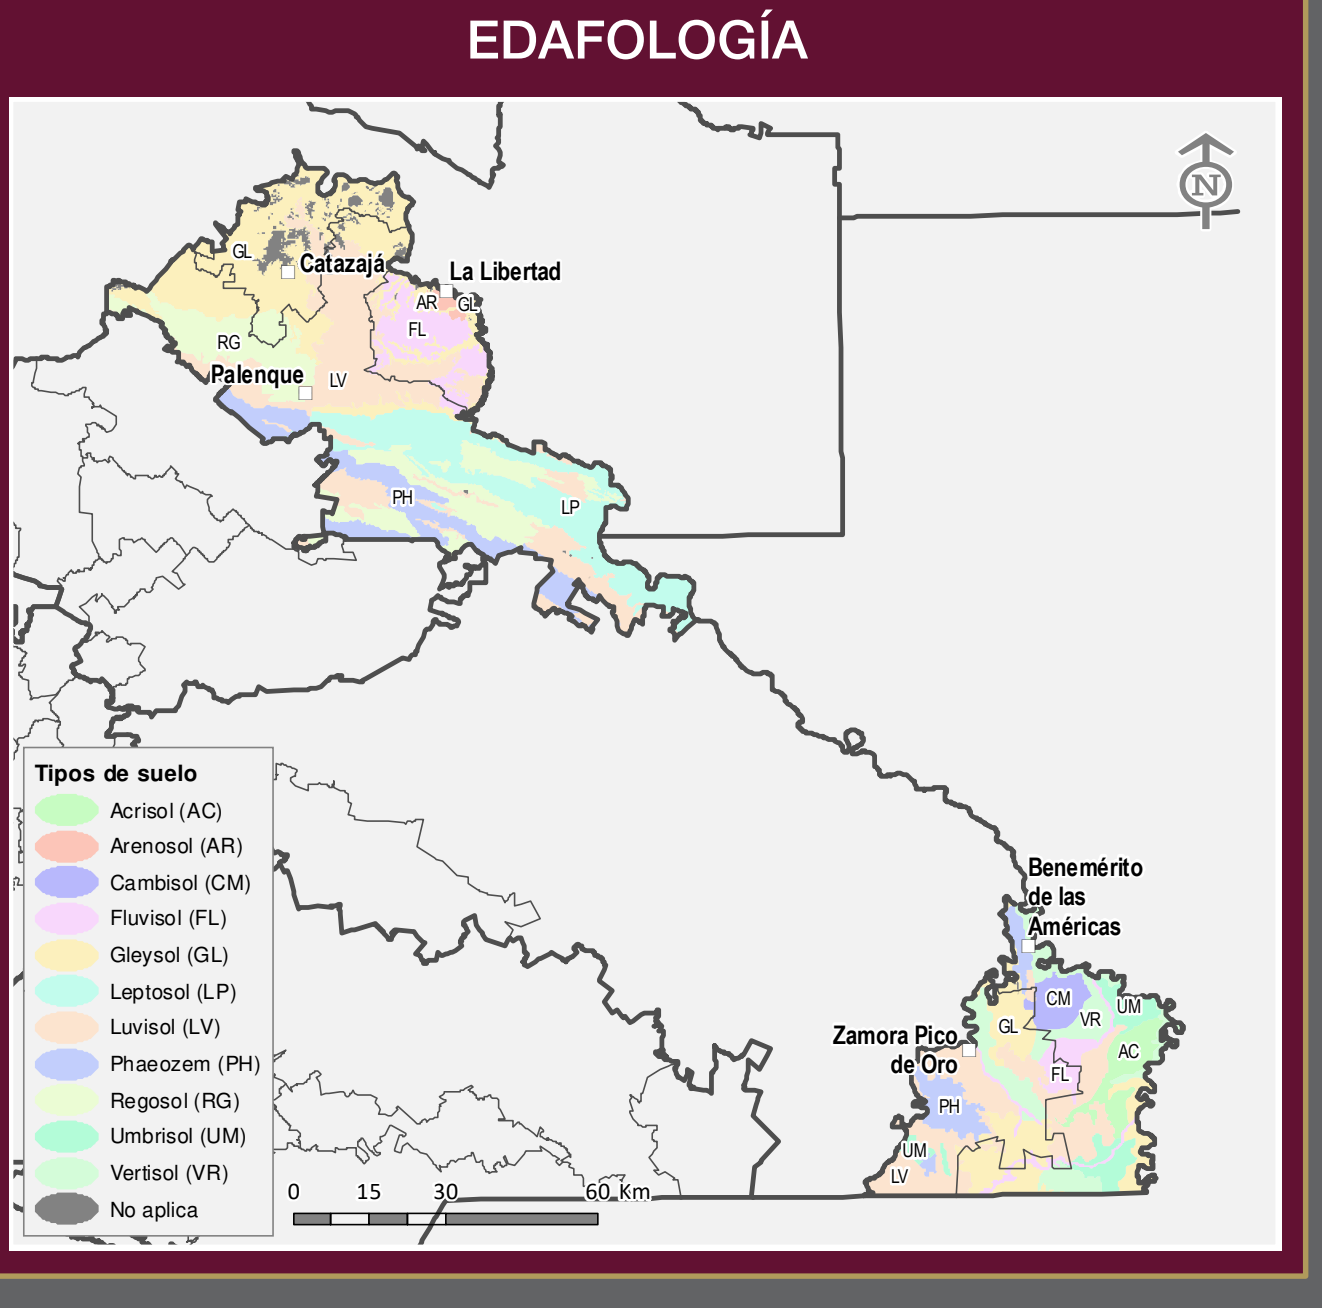 EDAFOLOGÍA
N
GL
Catazajá
La Libertad
AR
GL
FL
RG
Palenque
LV
PH
LP
Tipos de suelo
Acrisol (AC)
Arenosol (AR)
Cambisol (CM)
Fluvisol (FL)
Gleysol (GL)
Leptosol (LP)
Luvisol (LV)
Phaeozem (PH)
Regosol (RG)
Umbrisol (UM)
Vertisol (VR)
No aplica
Benemérito
de las
Américas
CM
UM
GL
VR
Zamora Pico
de Oro
AC
FL
PH
UM
LV
0 15 30 60 Km